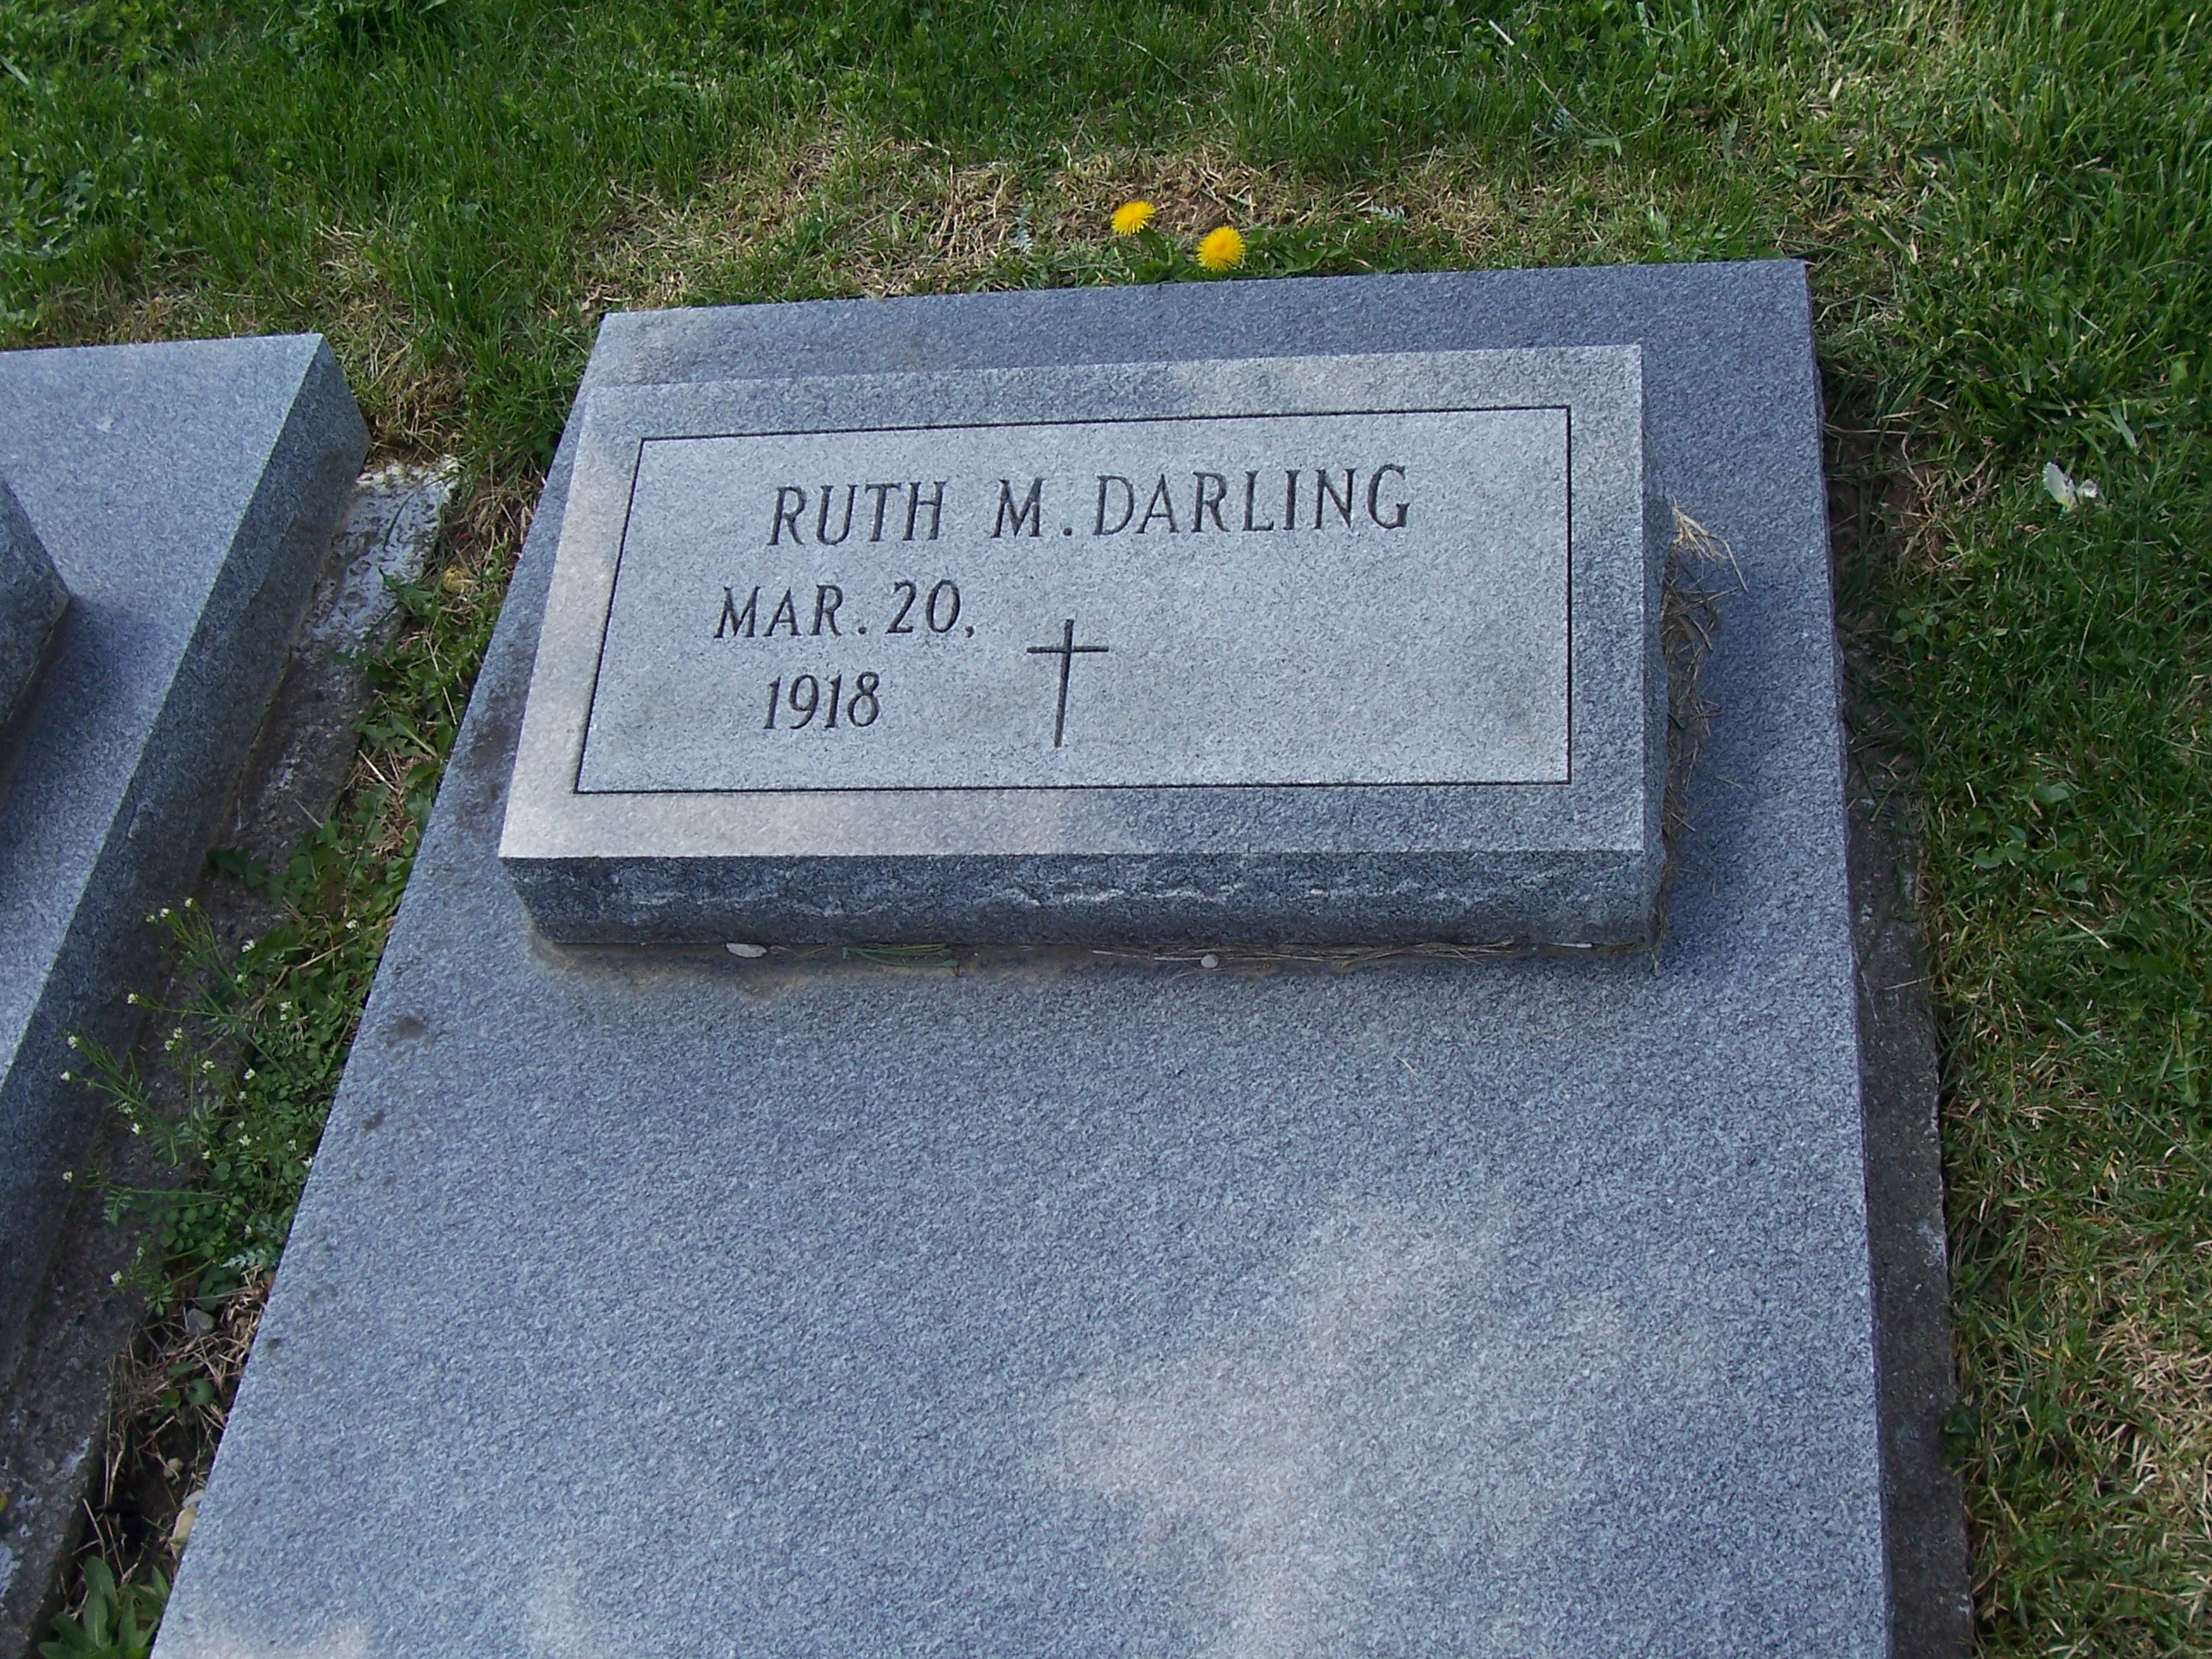 RUTH M. DARLING
MAR. 20,
1918